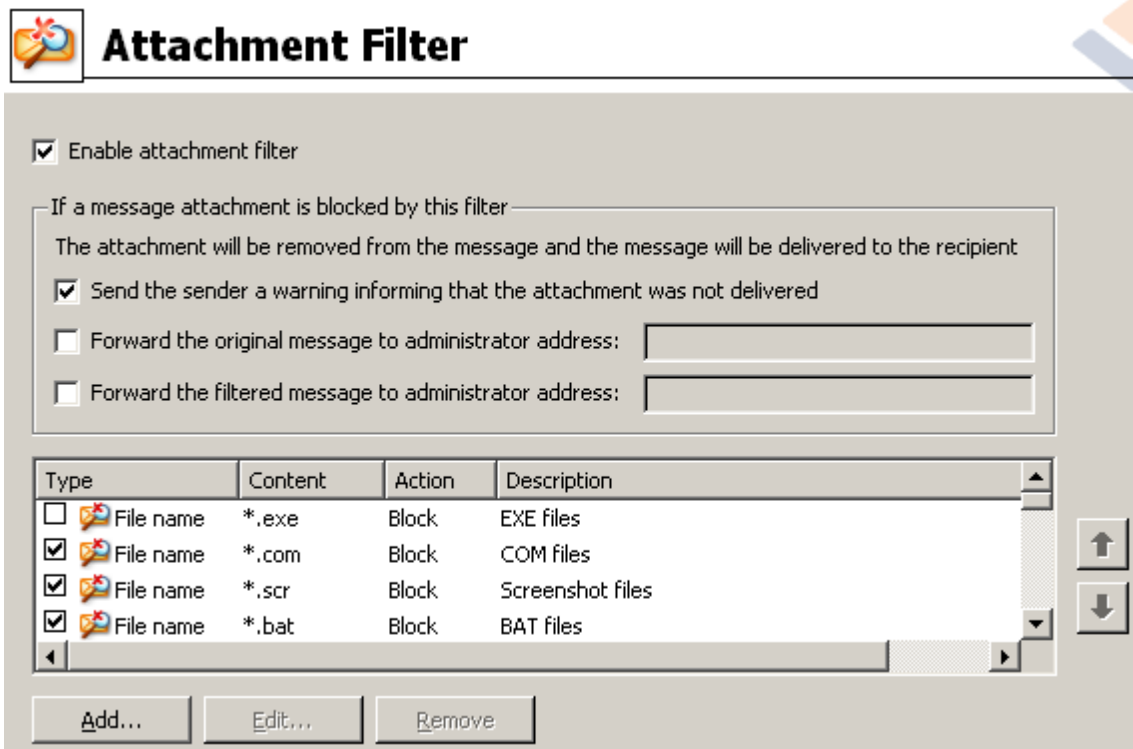 Attachment Filter
Enable attachment filter
If a message attachment is blocked by this filter
The attachment will be removed from the message and the message will be delivered to the recipient
Send the sender a warning informing that the attachment was not delivered
Forward the original message to administrator address:
Forward the filtered message to administrator address:
Type Content Action Description
File name *.exe Block EXE files
File name *.com Block COM files
File name *.scr Block Screenshot files
File name *.bat Block BAT files
Add... Edit... Remove